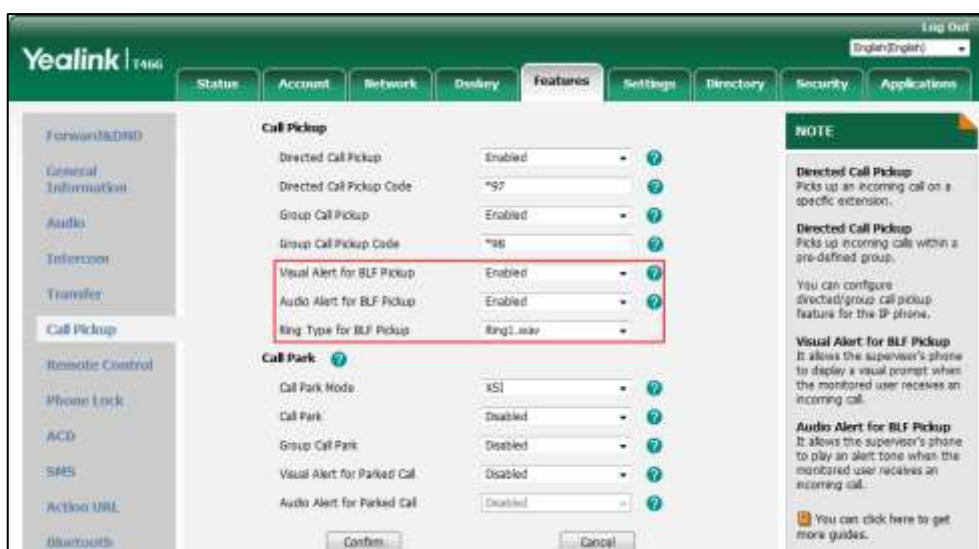 Log Out
English(English)
Yealink T46G
Status Account Network Dsskey Features Settings Directory Security Applications
Forward&DND
General
Information
Audio
Intercom
Transfer
Call Pickup
Remote Control
Phone Lock
ACD
SMS
Action URL
Bluetooth
Call Pickup
Directed Call Pickup Enabled
Directed Call Pickup Code *97
Group Call Pickup Enabled
Group Call Pickup Code *98
Visual Alert for BLF Pickup Enabled
Audio Alert for BLF Pickup Enabled
Ring Type for BLF Pickup Ring1.wav
Call Park
Call Park Mode XSI
Call Park Disabled
Group Call Park Disabled
Visual Alert for Parked Call Disabled
Audio Alert for Parked Call Disabled
Confirm Cancel
NOTE
Directed Call Pickup
Picks up an incoming call on a
specific extension.
Directed Call Pickup
Picks up incoming calls within a
pre-defined group.
You can configure
directed/group call pickup
feature for the IP phone.
Visual Alert for BLF Pickup
It allows the supervisor's phone
to display a visual prompt when
the monitored user receives an
incoming call.
Audio Alert for BLF Pickup
It allows the supervisor's phone
to play an alert tone when the
monitored user receives an
incoming call.
You can click here to get
more guides.